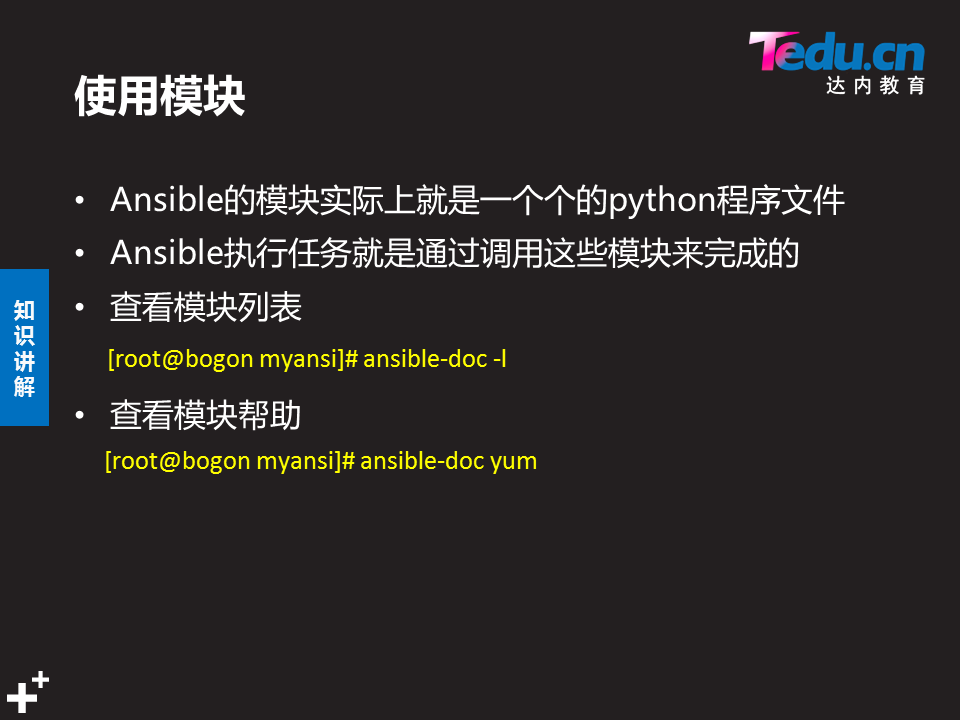 Tedu.cn
达内教育
使用模块
• Ansible的模块实际上就是一个个的python程序文件
• Ansible执行任务就是通过调用这些模块来完成的
• 查看模块列表
[root@bogon myansi]# ansible-doc -l
• 查看模块帮助
[root@bogon myansi]# ansible-doc yum
知识讲解